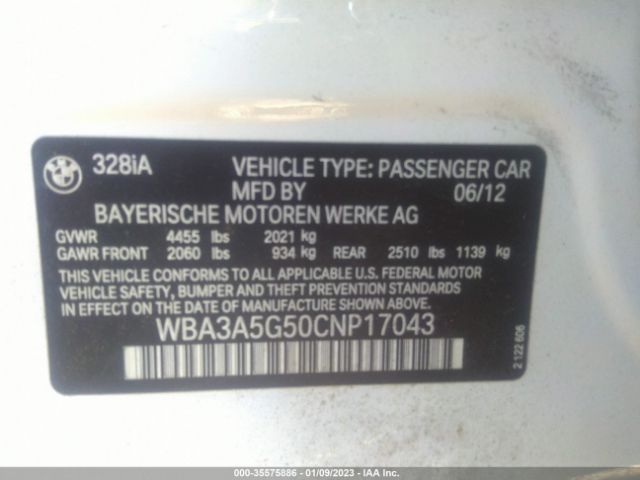 BMW
328iA
VEHICLE TYPE: PASSENGER CAR
MFD BY 06/12
BAYERISCHE MOTOREN WERKE AG
GVWR 4455 lbs 2021 kg
GAWR FRONT 2060 lbs 934 kg REAR 2510 lbs 1139 kg
THIS VEHICLE CONFORMS TO ALL APPLICABLE U.S. FEDERAL MOTOR
VEHICLE SAFETY, BUMPER AND THEFT PREVENTION STANDARDS
IN EFFECT ON DATE OF MANUFACTURE SHOWN ABOVE.
WBA3A5G50CNP17043
2 122 606
000-35575886 - 01/09/2023 - IAAI.COM